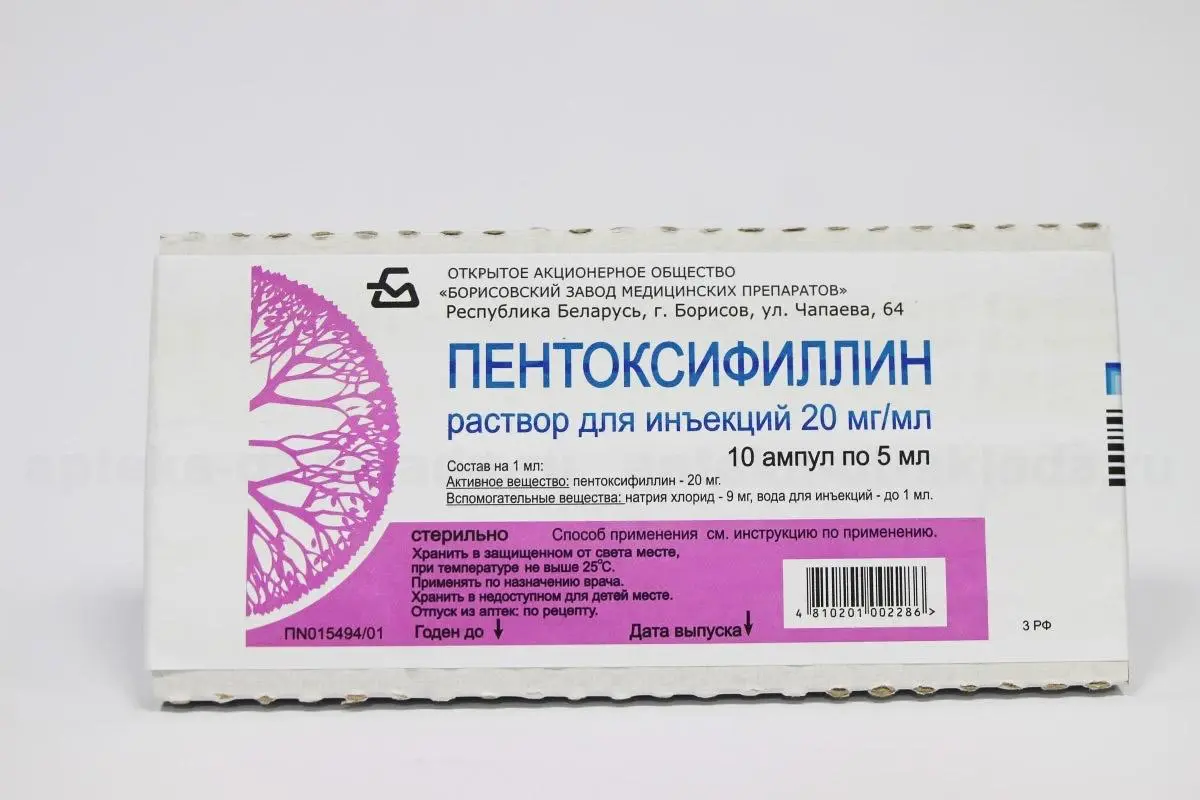 ОТКРЫТОЕ АКЦИОНЕРНОЕ ОБЩЕСТВО
«БОРИСОВСКИЙ ЗАВОД МЕДИЦИНСКИХ ПРЕПАРАТОВ»
Республика Беларусь, г. Борисов, ул. Чапаева, 64
ПЕНТОКСИФИЛЛИН
раствор для инъекций 20 мг/мл
10 ампул по 5 мл
Состав на 1 мл:
Активное вещество: пентоксифиллин - 20 мг.
Вспомогательные вещества: натрия хлорид - 9 мг, вода для инъекций - до 1 мл.
стерильно Способ применения см. инструкцию по применению.
Хранить в защищенном от света месте,
при температуре не выше 25°С.
Применять по назначению врача.
Хранить в недоступном для детей месте.
Отпуск из аптек: по рецепту.
ПN015494/01 Годен до Дата выпуска
4 810201 002286 >
3 РФ